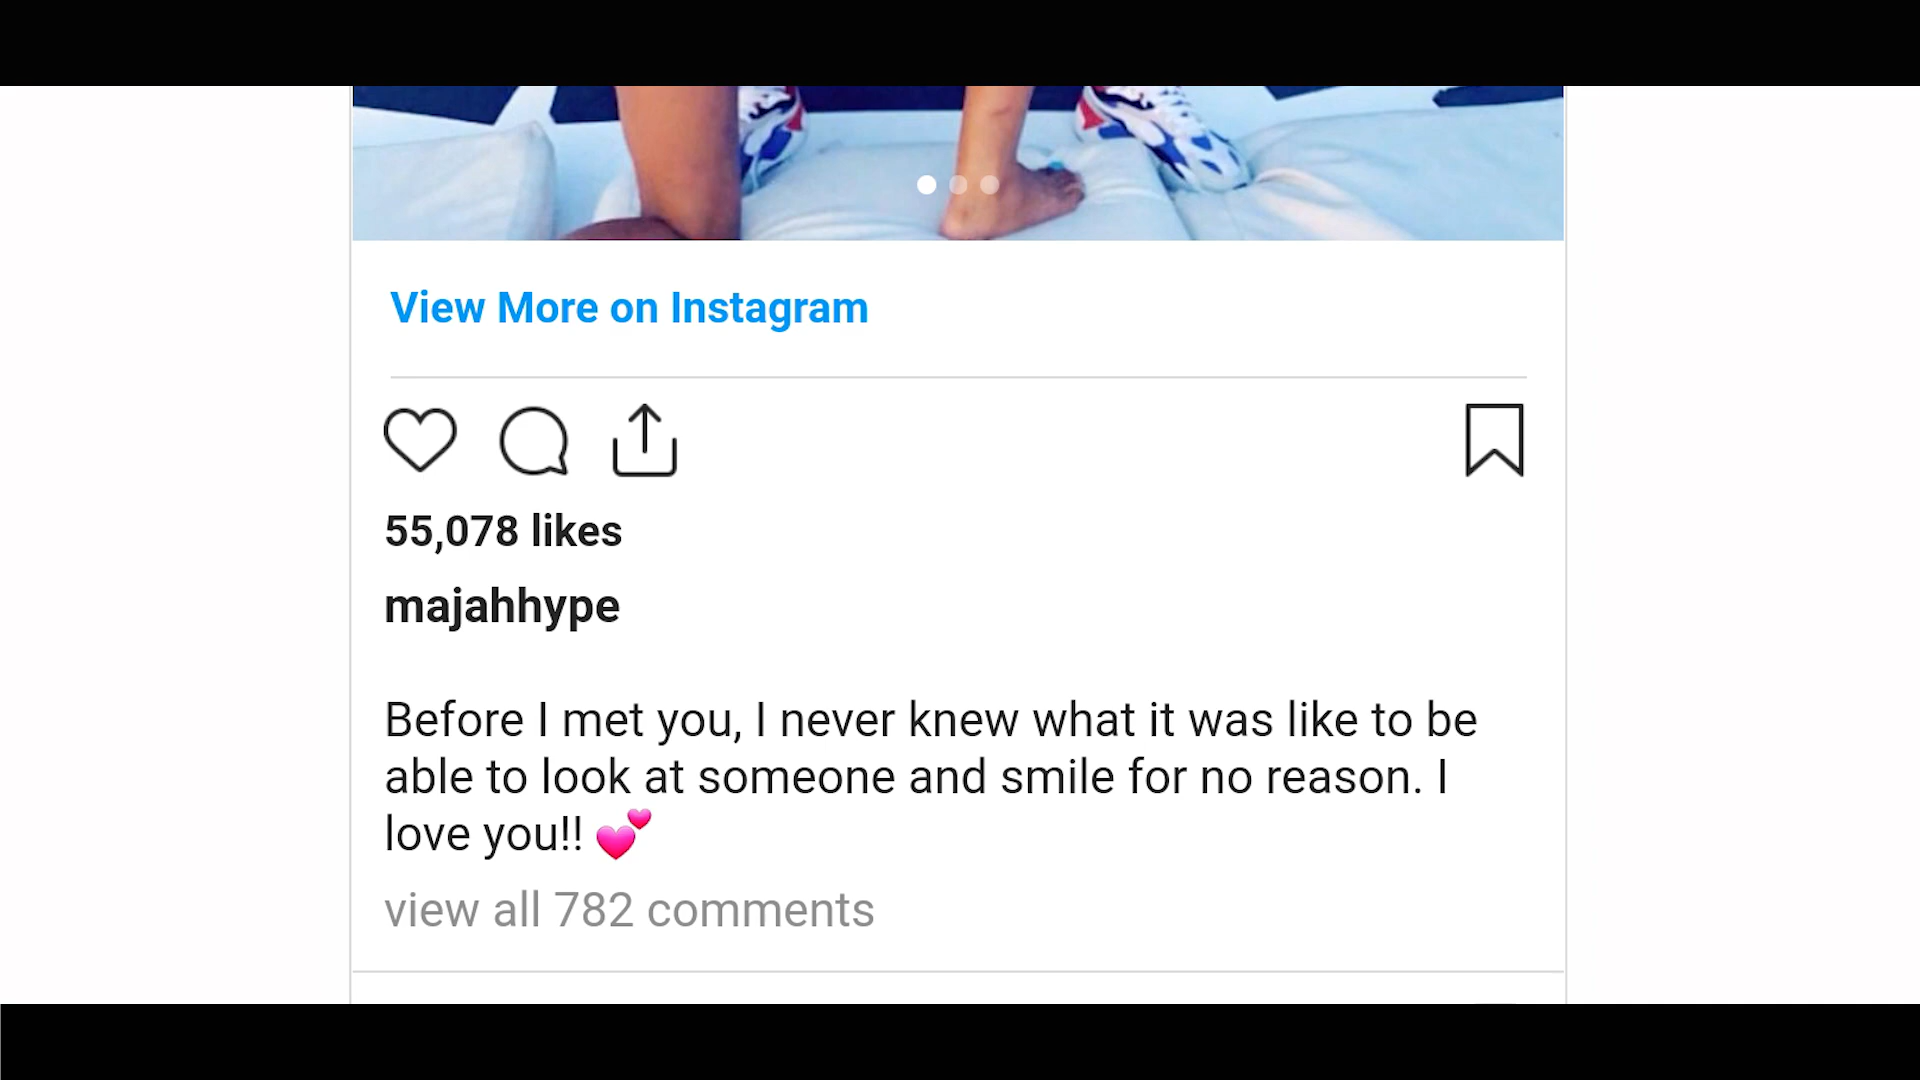 View More on Instagram
55,078 likes
majahhype
Before I met you, I never knew what it was like to be
able to look at someone and smile for no reason. I
love you!! 💕
view all 782 comments